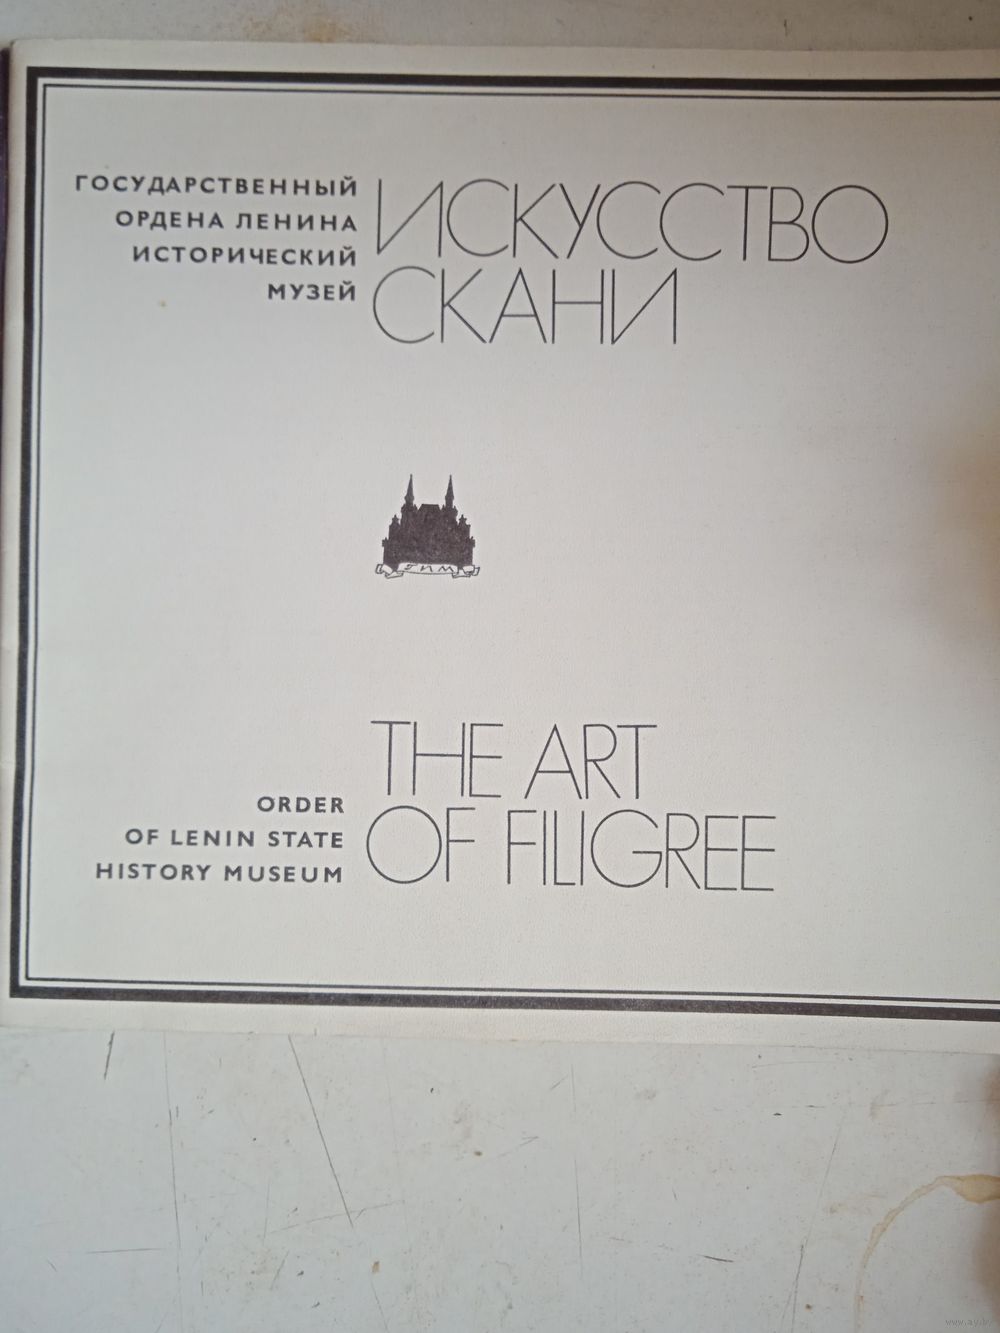 ГОСУДАРСТВЕННЫЙ
ОРДЕНА ЛЕНИНА
ИСТОРИЧЕСКИЙ
МУЗЕЙ
ИСКУССТВО
СКАНИ
ГИМ
THE ART
OF FILIGREE
ORDER
OF LENIN STATE
HISTORY MUSEUM